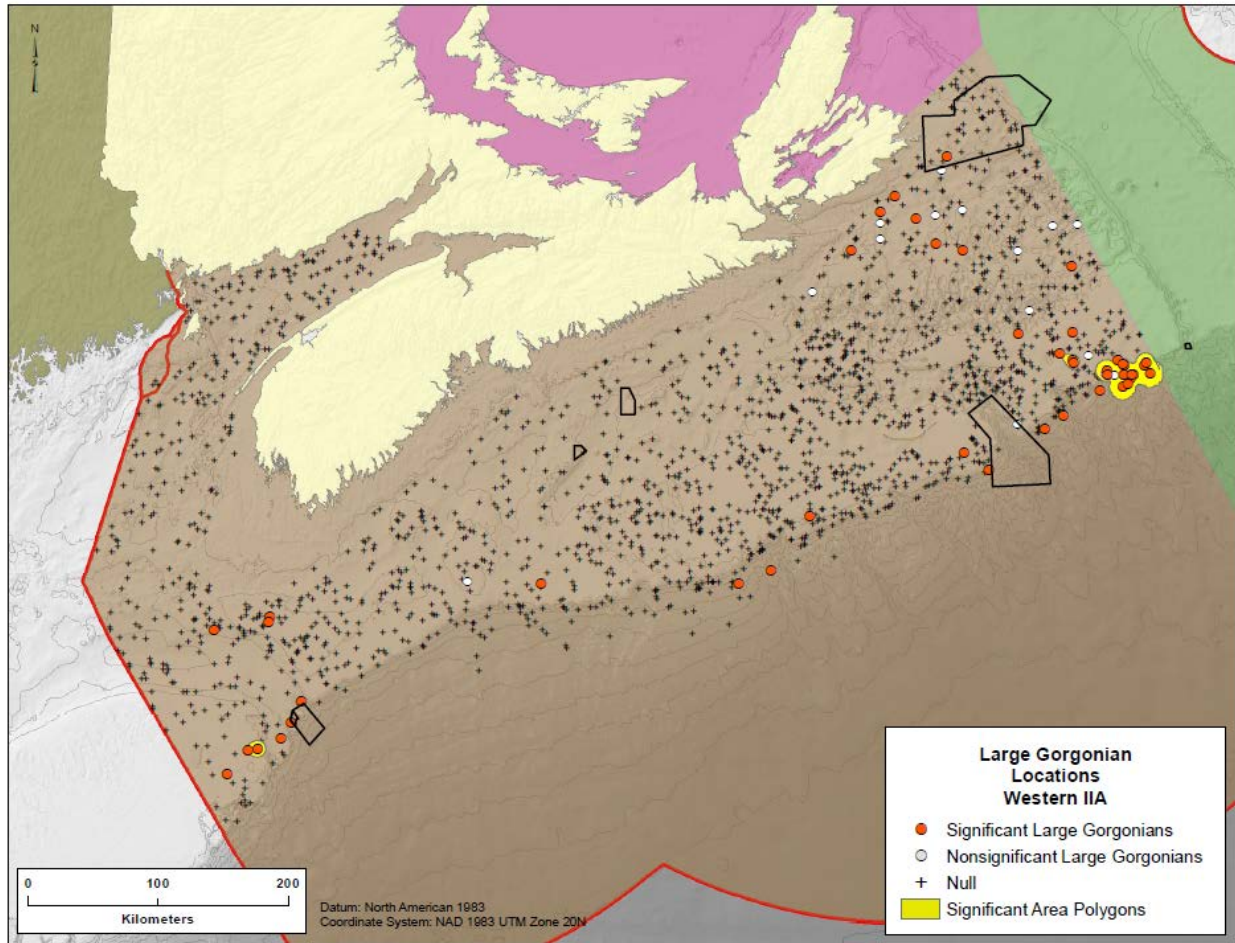 N
Large Gorgonian
Locations
Western IIA
Significant Large Gorgonians
Nonsignificant Large Gorgonians
Null
Significant Area Polygons
0 100 200
Kilometers
Datum: North American 1983
Coordinate System: NAD 1983 UTM Zone 20N